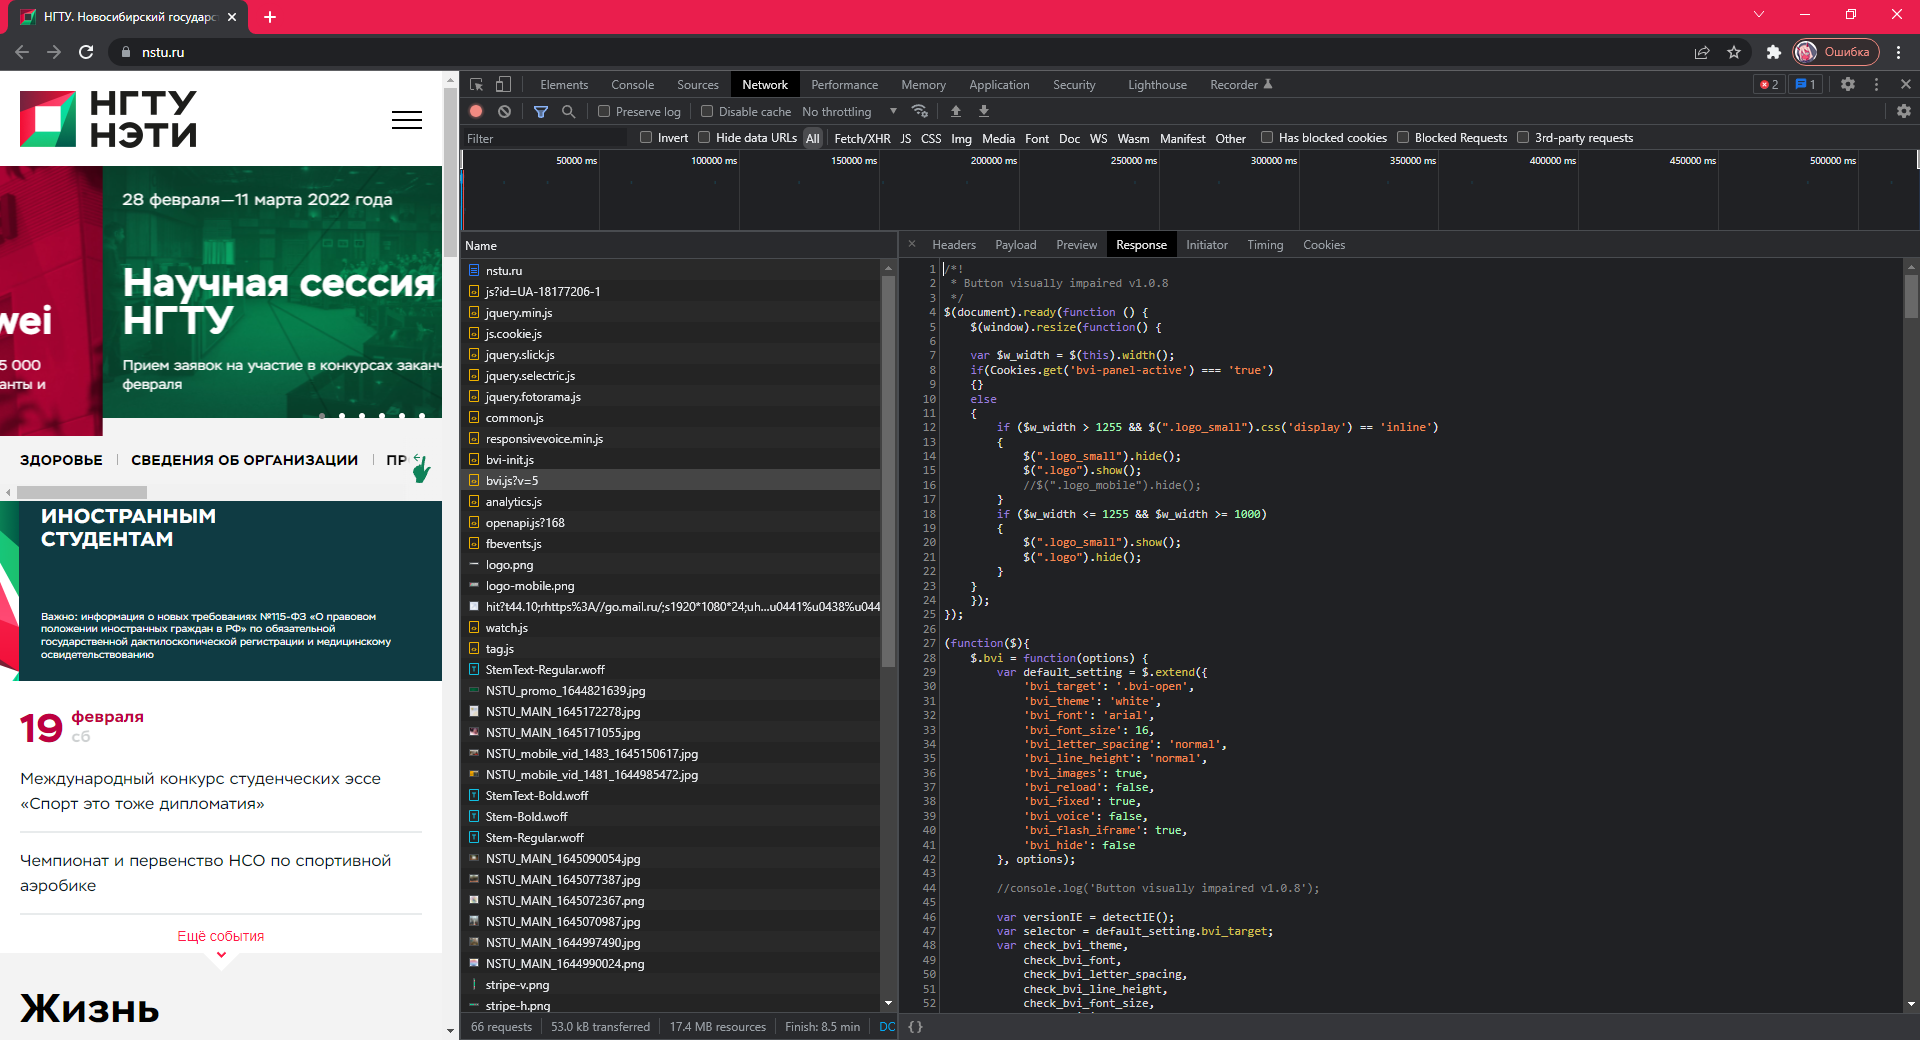 НГТУ. Новосибирский государс
nstu.ru
Ошибка
НГТУ
НЭТИ
28 февраля—11 марта 2022 года
Научная сессия
НГТУ
Прием заявок на участие в конкурсах закан
февраля
wei
5 000
анты и
ЗДОРОВЬЕ
СВЕДЕНИЯ ОБ ОРГАНИЗАЦИИ
ПР
ИНОСТРАННЫМ
СТУДЕНТАМ
Важно: информация о новых требованиях №115-ФЗ «О правовом
положении иностранных граждан в РФ» по обязательной
государственной дактилоскопической регистрации и медицинскому
освидетельствованию
19 февраля
сб
Международный конкурс студенческих эссе
«Спорт это тоже дипломатия»
Чемпионат и первенство НСО по спортивной
аэробике
Ещё события
Жизнь
Elements Console Sources Network Performance Memory Application Security Lighthouse Recorder 2 1
Preserve log Disable cache No throttling
Filter Invert Hide data URLs All Fetch/XHR JS CSS Img Media Font Doc WS Wasm Manifest Other Has blocked cookies Blocked Requests 3rd-party requests
50000 ms 100000 ms 150000 ms 200000 ms 250000 ms 300000 ms 350000 ms 400000 ms 450000 ms 500000 ms
Name
nstu.ru
js?id=UA-18177206-1
jquery.min.js
js.cookie.js
jquery.slick.js
jquery.selectric.js
jquery.fotorama.js
common.js
responsivevoice.min.js
bvi-init.js
bvi.js?v=5
analytics.js
openapi.js?168
fbevents.js
logo.png
logo-mobile.png
hit?t44.10;rhttps%3A//go.mail.ru/;s1920*1080*24;uh...u0441%u0438%u044
watch.js
tag.js
StemText-Regular.woff
NSTU_promo_1644821639.jpg
NSTU_MAIN_1645172278.jpg
NSTU_MAIN_1645171055.jpg
NSTU_mobile_vid_1483_1645150617.jpg
NSTU_mobile_vid_1481_1644985472.jpg
StemText-Bold.woff
Stem-Bold.woff
Stem-Regular.woff
NSTU_MAIN_1645090054.jpg
NSTU_MAIN_1645077387.jpg
NSTU_MAIN_1645072367.png
NSTU_MAIN_1645070987.jpg
NSTU_MAIN_1644997490.jpg
NSTU_MAIN_1644990024.png
stripe-v.png
stripe-h.png
66 requests 53.0 kB transferred 17.4 MB resources Finish: 8.5 min DC
Headers Payload Preview Response Initiator Timing Cookies
1 /*!
2 * Button visually impaired v1.0.8
3 */
4 $(document).ready(function () {
5 $(window).resize(function() {
6
7 var $w_width = $(this).width();
8 if(Cookies.get('bvi-panel-active') === 'true')
9 {}
10 else
11 {
12 if ($w_width > 1255 && $(".logo_small").css('display') == 'inline')
13 {
14 $(".logo_small").hide();
15 $(".logo").show();
16 //$(".logo_mobile").hide();
17 }
18 if ($w_width <= 1255 && $w_width >= 1000)
19 {
20 $(".logo_small").show();
21 $(".logo").hide();
22 }
23 }
24 });
25 });
26
27 (function($){
28 $.bvi = function(options) {
29 var default_setting = $.extend({
30 'bvi_target': '.bvi-open',
31 'bvi_theme': 'white',
32 'bvi_font': 'arial',
33 'bvi_font_size': 16,
34 'bvi_letter_spacing': 'normal',
35 'bvi_line_height': 'normal',
36 'bvi_images': true,
37 'bvi_reload': false,
38 'bvi_fixed': true,
39 'bvi_voice': false,
40 'bvi_flash_iframe': true,
41 'bvi_hide': false
42 }, options);
43
44 //console.log('Button visually impaired v1.0.8');
45
46 var versionIE = detectIE();
47 var selector = default_setting.bvi_target;
48 var check_bvi_theme,
49 check_bvi_font,
50 check_bvi_letter_spacing,
51 check_bvi_line_height,
52 check_bvi_font_size,
{}